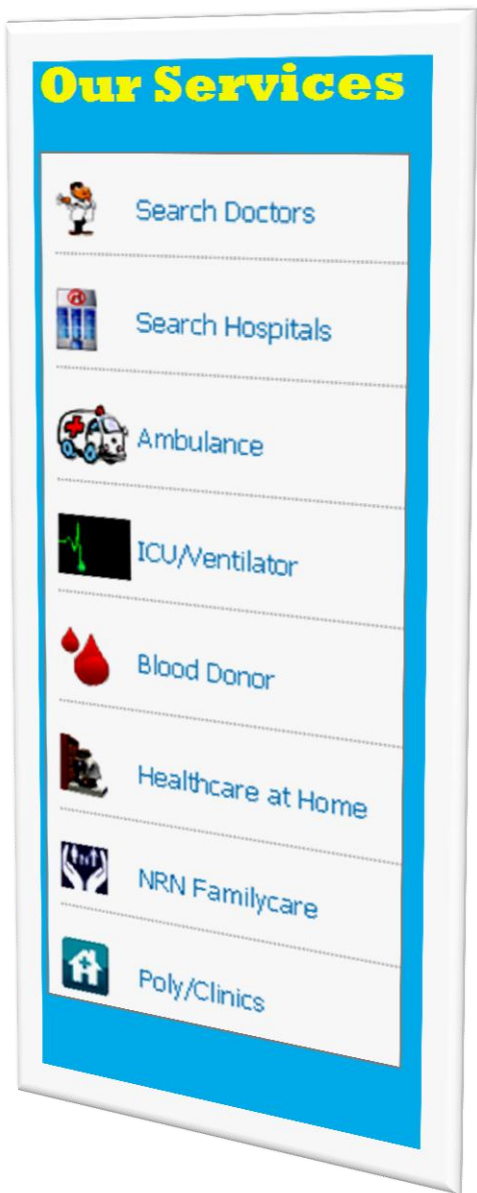 Our Services
Search Doctors
Search Hospitals
Ambulance
ICU/Ventilator
Blood Donor
Healthcare at Home
NRN Familycare
Poly/Clinics